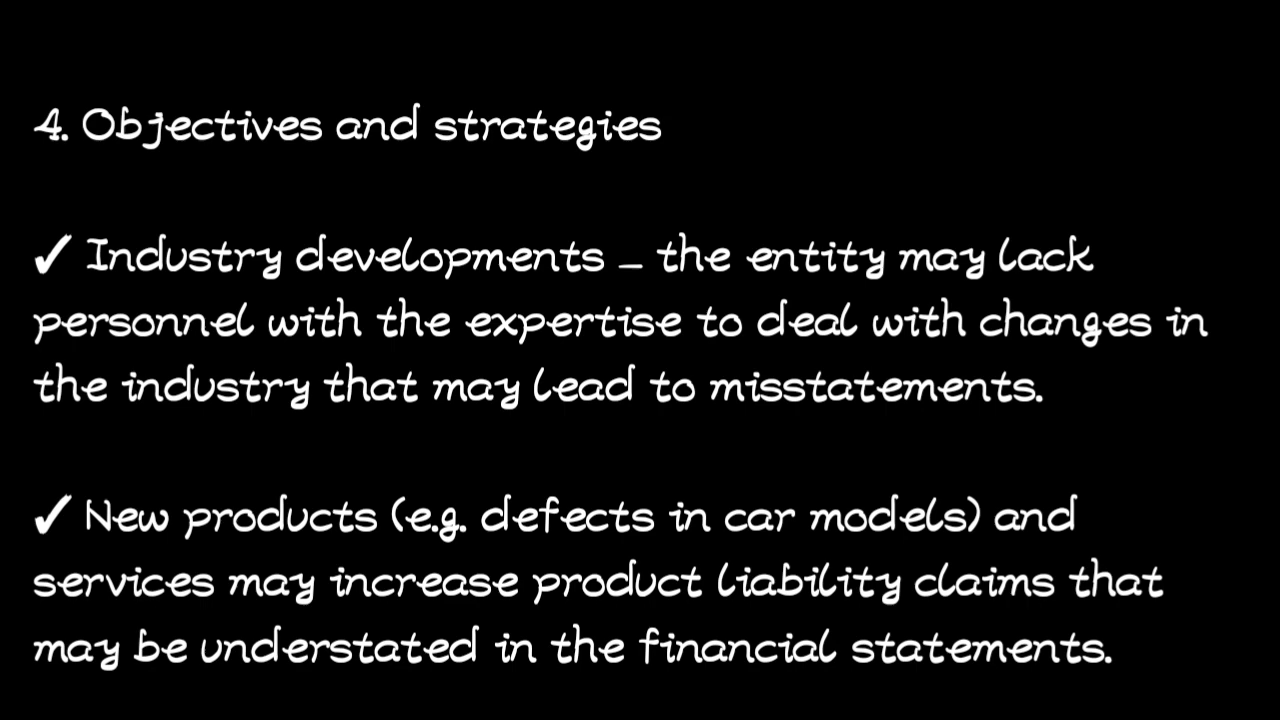 4. Objectives and strategies
✓ Industry developments – the entity may lack
personnel with the expertise to deal with changes in
the industry that may lead to misstatements.
✓ New products (e.g. defects in car models) and
services may increase product liability claims that
may be understated in the financial statements.